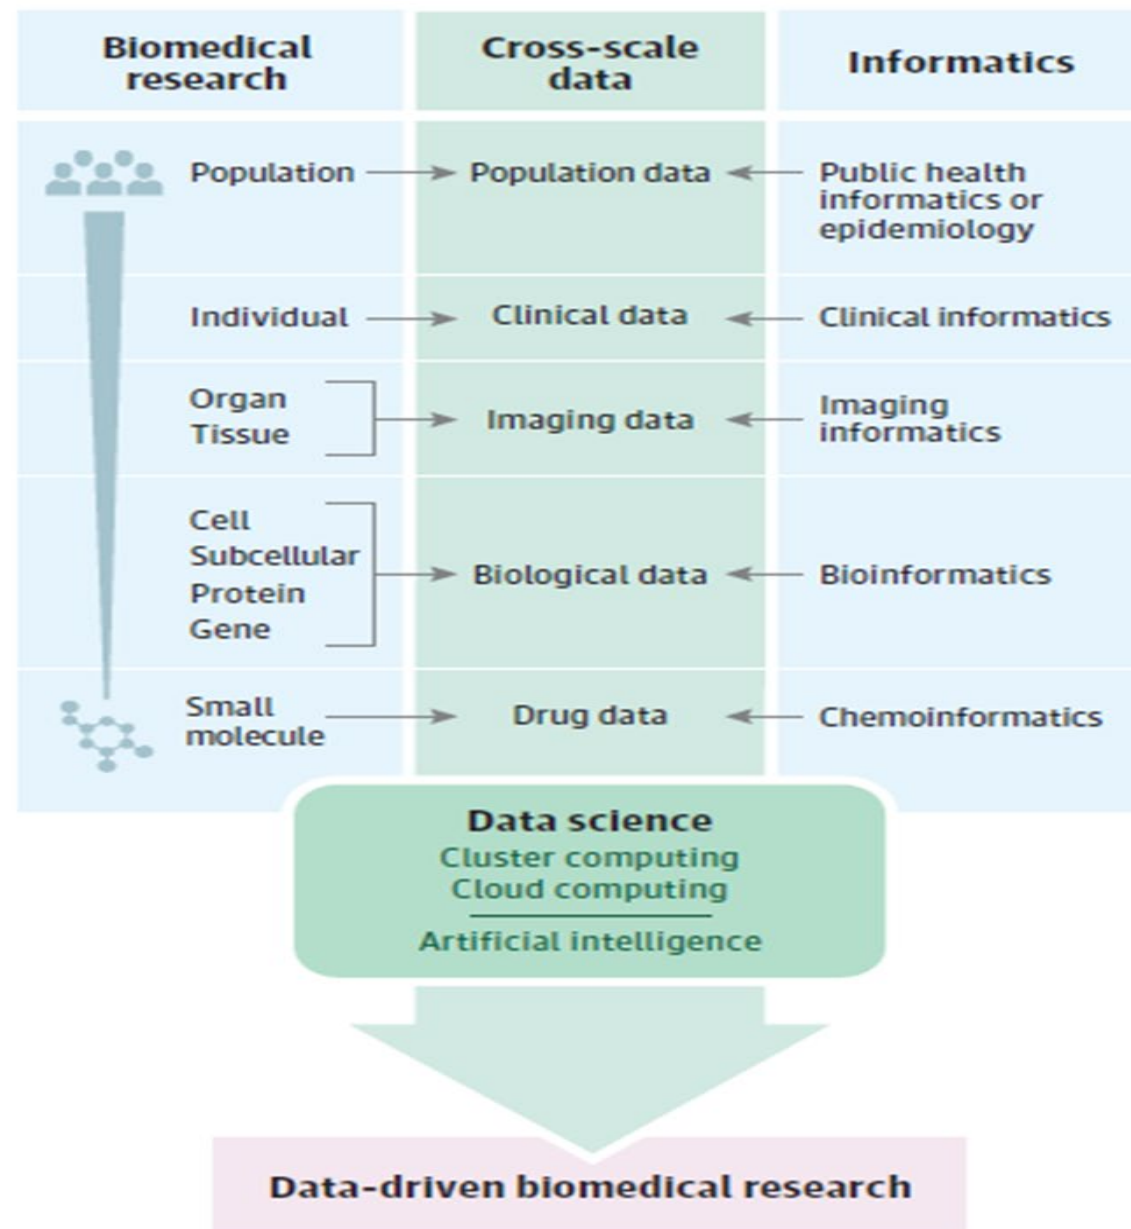 Biomedical
research
Cross-scale
data
Informatics
Population
Population data
Public health
informatics or
epidemiology
Individual
Clinical data
Clinical informatics
Organ
Tissue
Imaging data
Imaging
informatics
Cell
Subcellular
Protein
Gene
Biological data
Bioinformatics
Small
molecule
Drug data
Chemoinformatics
Data science
Cluster computing
Cloud computing
Artificial intelligence
Data-driven biomedical research